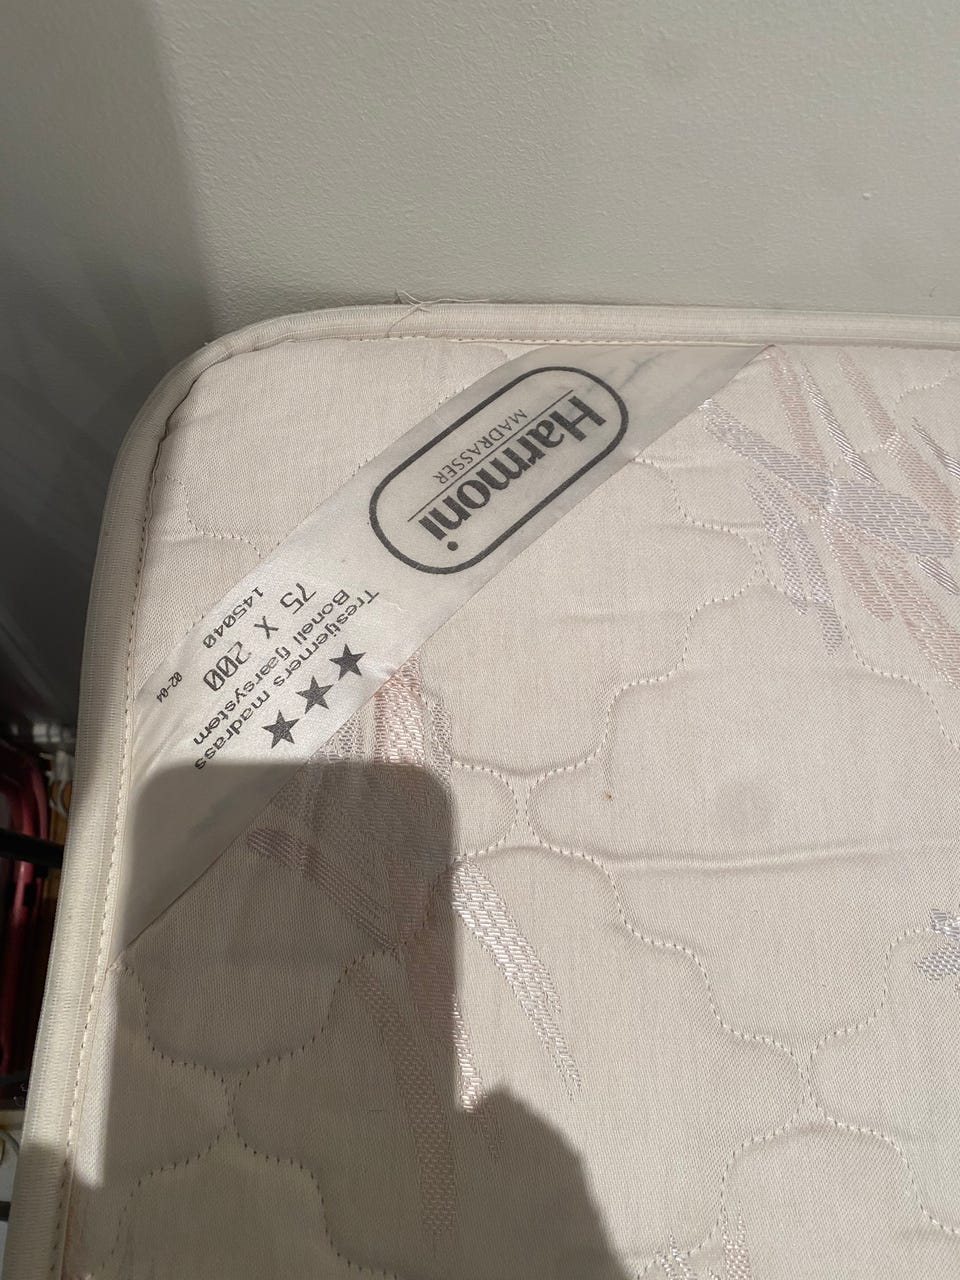 Harmoni
MADRASSER
★★★
Trestjerners madrass
Bonell fjærsystem
75 X 200
145040
02-04